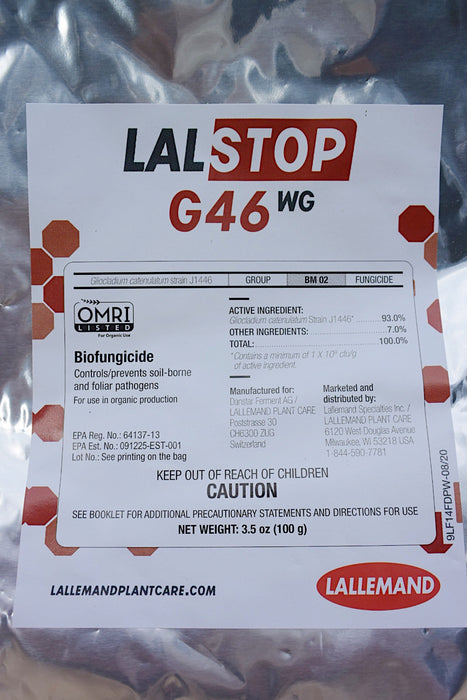 LALSTOP
G46 WG
Gliocladium catenulatum strain J1446 GROUP BM 02 FUNGICIDE
OMRI
LISTED
For Organic Use
Biofungicide
Controls/prevents soil-borne
and foliar pathogens
For use in organic production
EPA Reg. No.: 64137-13
EPA Est. No.: 091225-EST-001
Lot No.: See printing on the bag
ACTIVE INGREDIENT:
Gliocladium catenulatum Strain J1446* 93.0%
OTHER INGREDIENTS: 7.0%
TOTAL: 100.0%
*Contains a minimum of 1 X 10⁹ cfu/g
of active ingredient.
Manufactured for:
Danstar Ferment AG /
LALLEMAND PLANT CARE
Poststrasse 30
CH6300 ZUG
Switzerland
Marketed and
distributed by:
Lallemand Specialties Inc. /
LALLEMAND PLANT CARE
6120 West Douglas Avenue
Milwaukee, WI 53218 USA
1-844-590-7781
KEEP OUT OF REACH OF CHILDREN
CAUTION
SEE BOOKLET FOR ADDITIONAL PRECAUTIONARY STATEMENTS AND DIRECTIONS FOR USE
NET WEIGHT: 3.5 oz (100 g)
9LF14FDPW-08/20
LALLEMANDPLANTCARE.COM
LALLEMAND